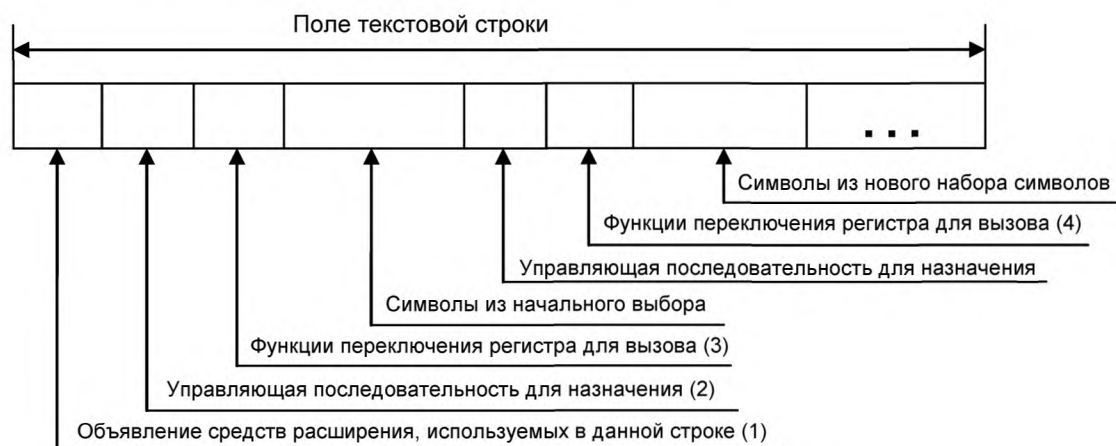 Поле текстовой строки
...
Символы из нового набора символов
Функции переключения регистра для вызова (4)
Управляющая последовательность для назначения
Символы из начального выбора
Функции переключения регистра для вызова (3)
Управляющая последовательность для назначения (2)
Объявление средств расширения, используемых в данной строке (1)